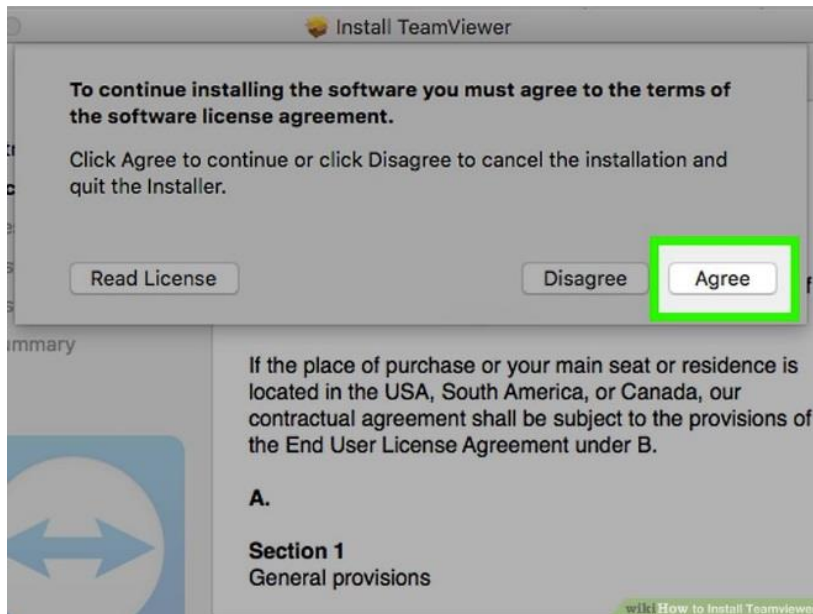 Install TeamViewer
To continue installing the software you must agree to the terms of
the software license agreement.
Click Agree to continue or click Disagree to cancel the installation and
quit the Installer.
Read License
Disagree
Agree
ummary
If the place of purchase or your main seat or residence is
located in the USA, South America, or Canada, our
contractual agreement shall be subject to the provisions of
the End User License Agreement under B.
A.
Section 1
General provisions
wikiHow to Install Teamviewer